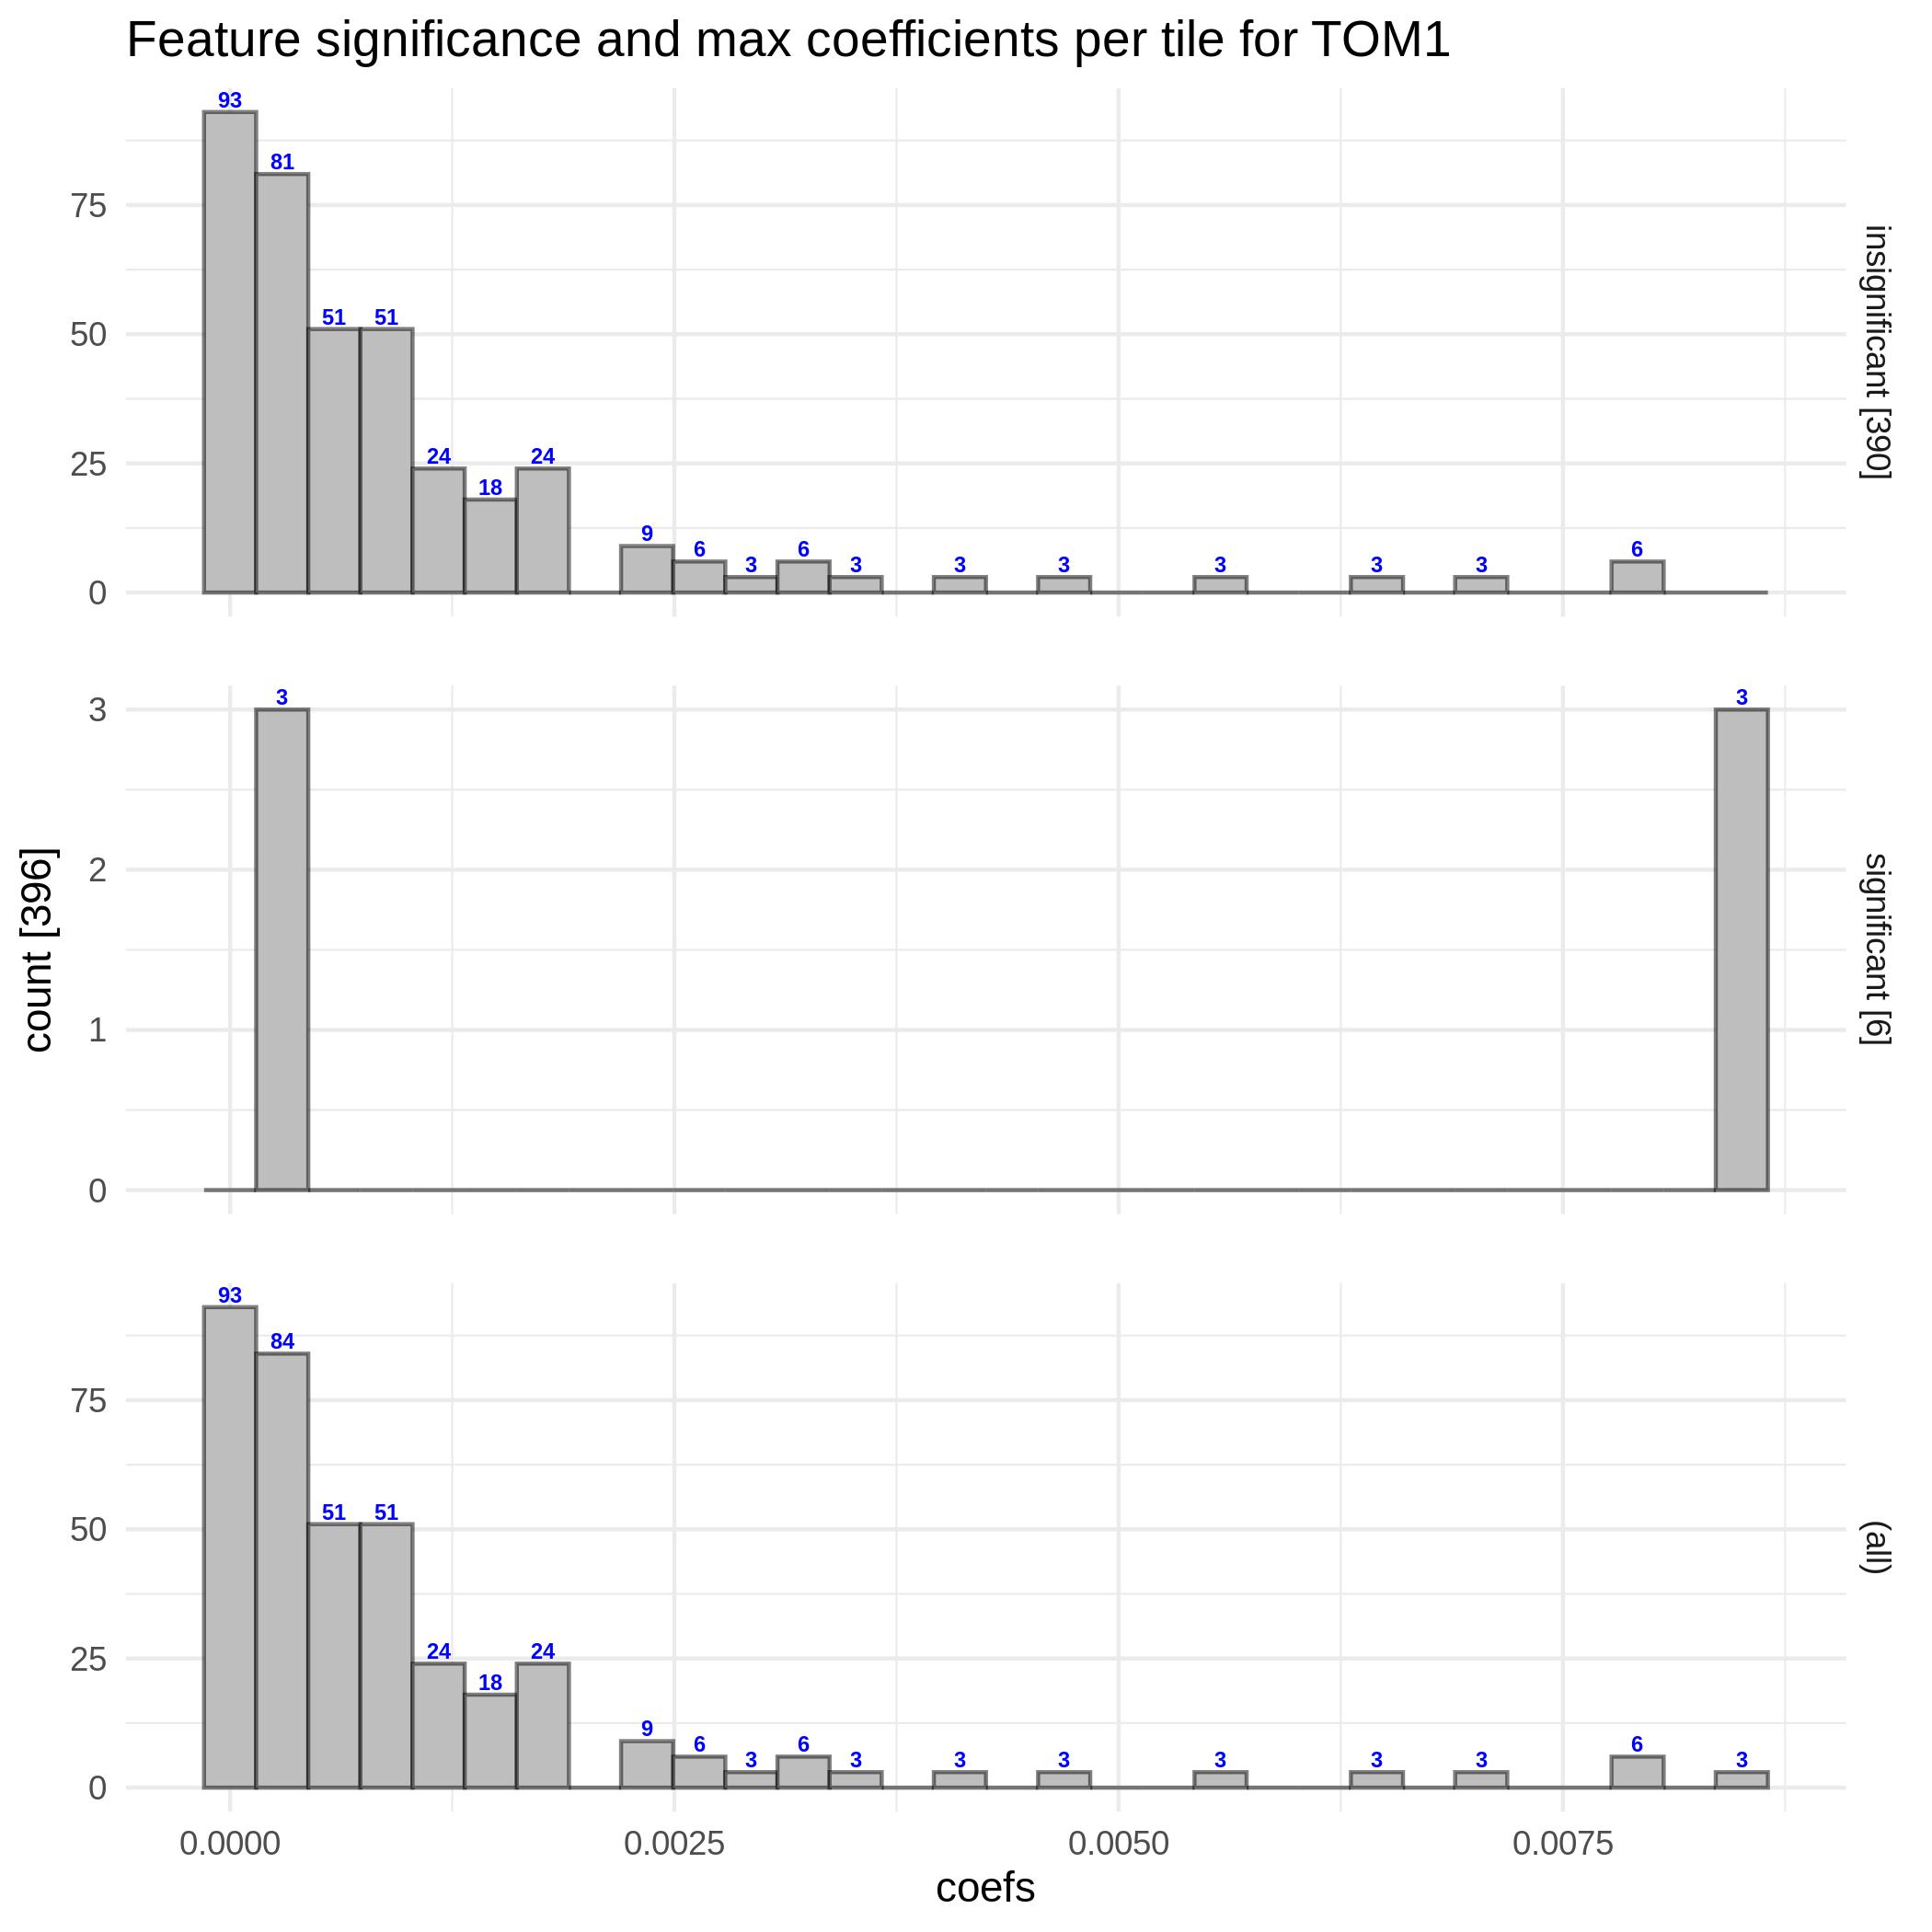 Feature significance and max coefficients per tile for TOM1
93
81
51 51
24 18 24
9 6 3 6 3 3 3 3 3 3 6
75
50
25
0
insignificant [390]
3 3
3
2
1
0
significant [6]
count [396]
93
84
51 51
24 18 24
9 6 3 6 3 3 3 3 3 3 6 3
75
50
25
0
(all)
0.0000 0.0025 0.0050 0.0075
coefs